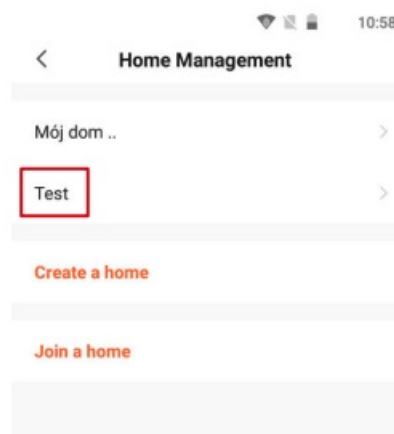 10:58
Home Management
Mój dom ..
Test
Create a home
Join a home